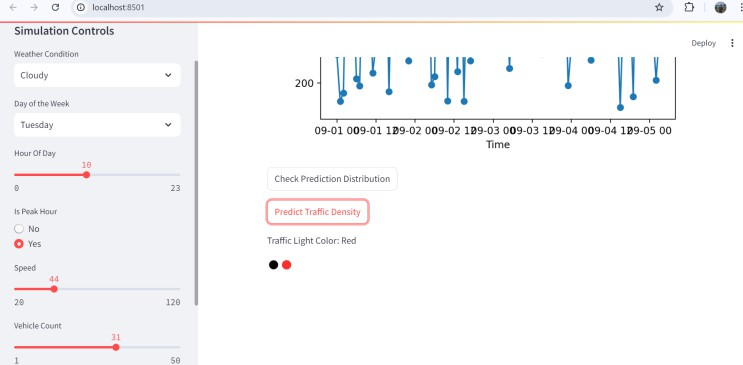 localhost:8501
Simulation Controls
Weather Condition
Cloudy
Day of the Week
Tuesday
Hour Of Day
10
0 23
Is Peak Hour
No
Yes
Speed
44
20 120
Vehicle Count
31
1 50
Deploy
200
09-01 00 09-01 12 09-02 00 09-02 12 09-03 00 09-03 12 09-04 00 09-04 12 09-05 00
Time
Check Prediction Distribution
Predict Traffic Density
Traffic Light Color: Red